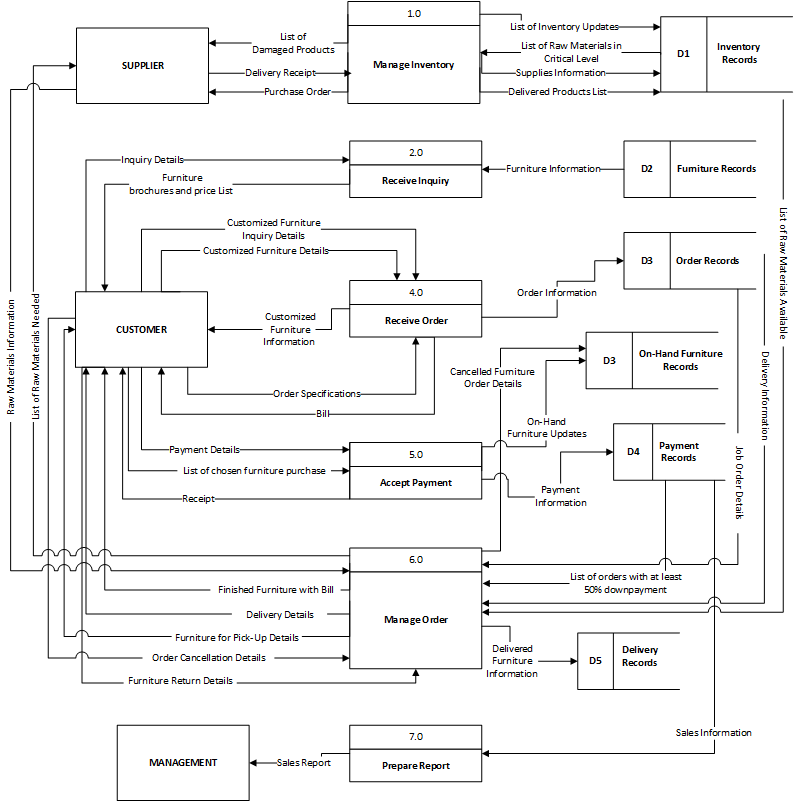 1.0
Manage Inventory
SUPPLIER
List of
Damaged Products
Delivery Receipt
Purchase Order
List of Inventory Updates
List of Raw Materials in
Critical Level
Supplies Information
Delivered Products List
D1
Inventory
Records
2.0
Receive Inquiry
Inquiry Details
Furniture
brochures and price List
Furniture Information
D2
Furniture Records
Customized Furniture
Inquiry Details
Customized Furniture Details
4.0
Receive Order
CUSTOMER
Customized
Furniture
Information
Order Information
D3
Order Records
Order Specifications
Bill
Cancelled Furniture
Order Details
D3
On-Hand Furniture
Records
On-Hand
Furniture Updates
5.0
Accept Payment
Payment Details
List of chosen furniture purchase
Receipt
Payment
Information
D4
Payment
Records
Raw Materials Information
List of Raw Materials Needed
List of Raw Materials Available
Delivery Information
Job Order Details
6.0
Manage Order
Finished Furniture with Bill
Delivery Details
Furniture for Pick-Up Details
Order Cancellation Details
Furniture Return Details
List of orders with at least
50% downpayment
Delivered
Furniture
Information
D5
Delivery
Records
Sales Information
7.0
Prepare Report
Sales Report
MANAGEMENT